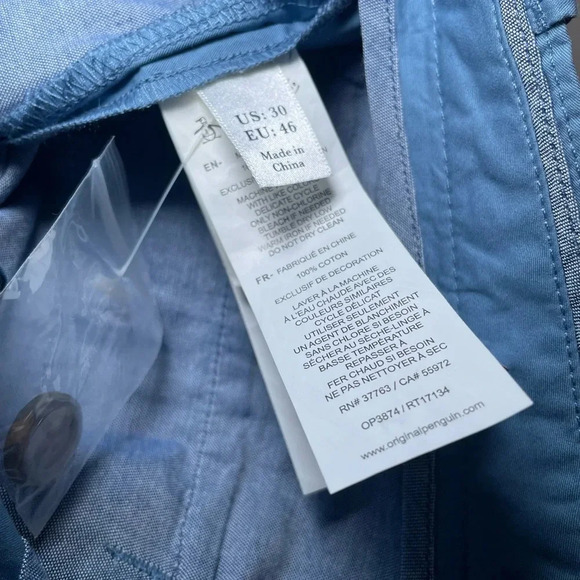 US: 30
EU: 46
Made in
China
EN-
EXCLUSI
MACHIN
WITH LIKE COLO
DELICATE CYCLE
ONLY NON-CHLORINE
BLEACH IF NEEDED
TUMBLE DRY LOW
WARM IRON IF NEEDED
DO NOT DRY CLEAN
FR- FABRIQUÉ EN CHINE
100% COTON
EXCLUSIF DE DECORATION
LAVER À LA MACHINE
À L'EAU CHAUDE AVEC DES
COULEURS SIMILAIRES
CYCLE DÉLICAT
UTILISER SEULEMENT
UN AGENT DE BLANCHIMENT
SANS CHLORE SI BESOIN
SÉCHER AU SÈCHE-LINGE À
BASSE TEMPÉRATURE
REPASSER À
FER CHAUD SI BESOIN
NE PAS NETTOYER À SEC
RN# 37763 / CA# 55972
OP3874 / RT17134
www.originalpenguin.com